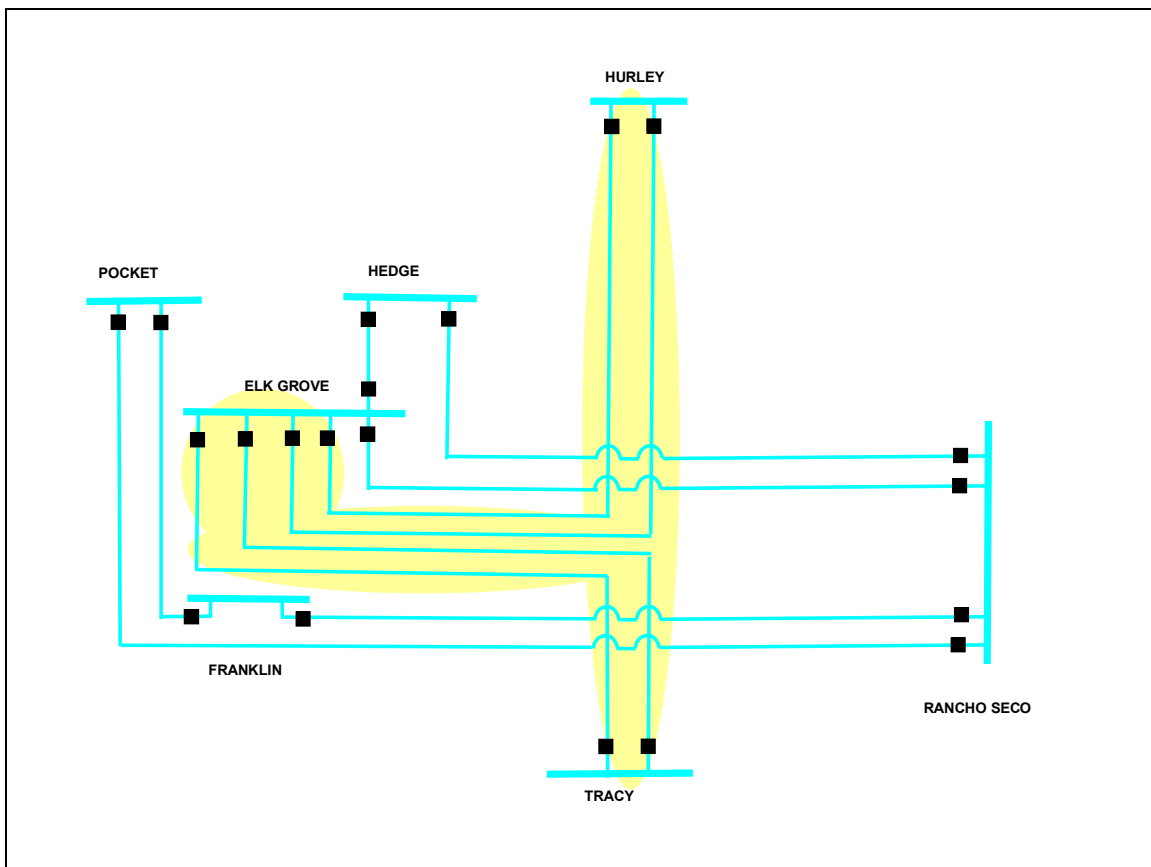 HURLEY
POCKET
HEDGE
ELK GROVE
FRANKLIN
RANCHO SECO
TRACY